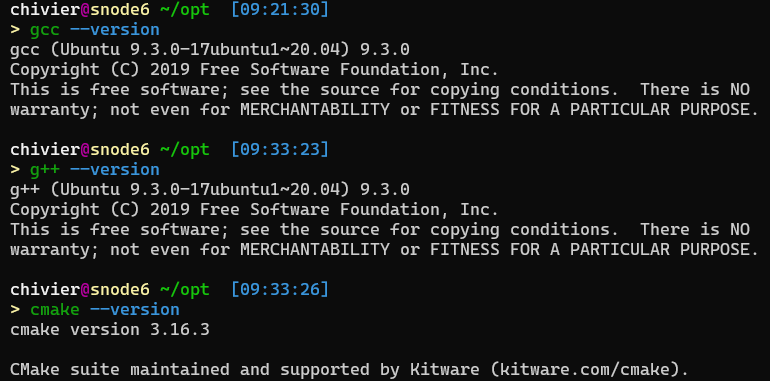 chivier@snode6 ~/opt  [09:21:30]
> gcc --version
gcc (Ubuntu 9.3.0-17ubuntu1~20.04) 9.3.0
Copyright (C) 2019 Free Software Foundation, Inc.
This is free software; see the source for copying conditions.  There is NO
warranty; not even for MERCHANTABILITY or FITNESS FOR A PARTICULAR PURPOSE.

chivier@snode6 ~/opt  [09:33:23]
> g++ --version
g++ (Ubuntu 9.3.0-17ubuntu1~20.04) 9.3.0
Copyright (C) 2019 Free Software Foundation, Inc.
This is free software; see the source for copying conditions.  There is NO
warranty; not even for MERCHANTABILITY or FITNESS FOR A PARTICULAR PURPOSE.

chivier@snode6 ~/opt  [09:33:26]
> cmake --version
cmake version 3.16.3

CMake suite maintained and supported by Kitware (kitware.com/cmake).